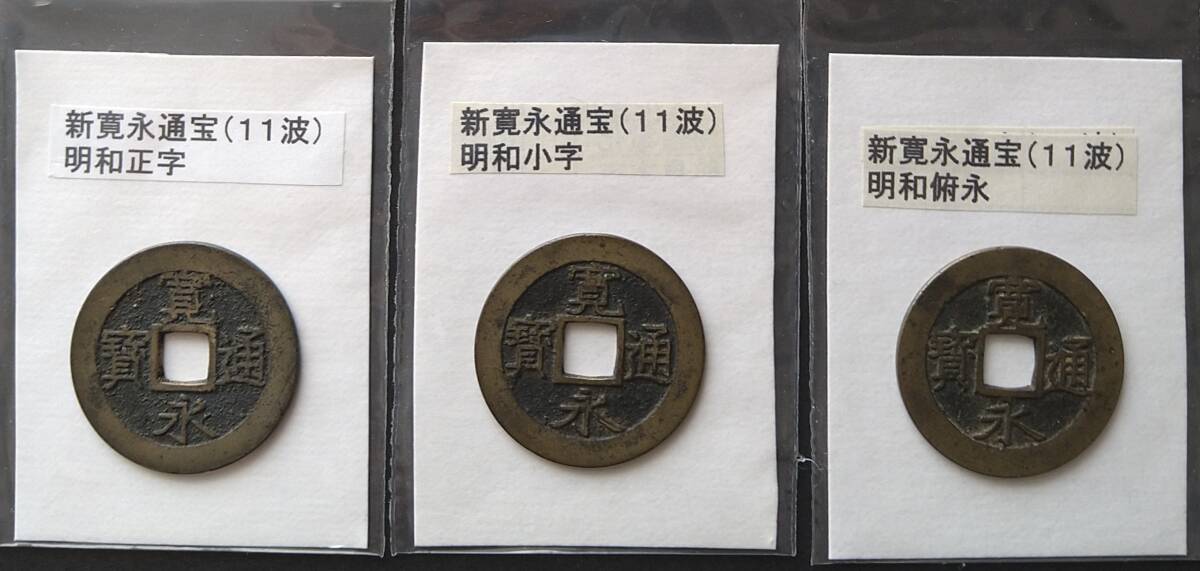 新寛永通宝(11波)
明和正字
寛
寳通
永
新寛永通宝(11波)
明和小字
寛
寳通
永
新寛永通宝(11波)
明和俯永
寛
寳通
永